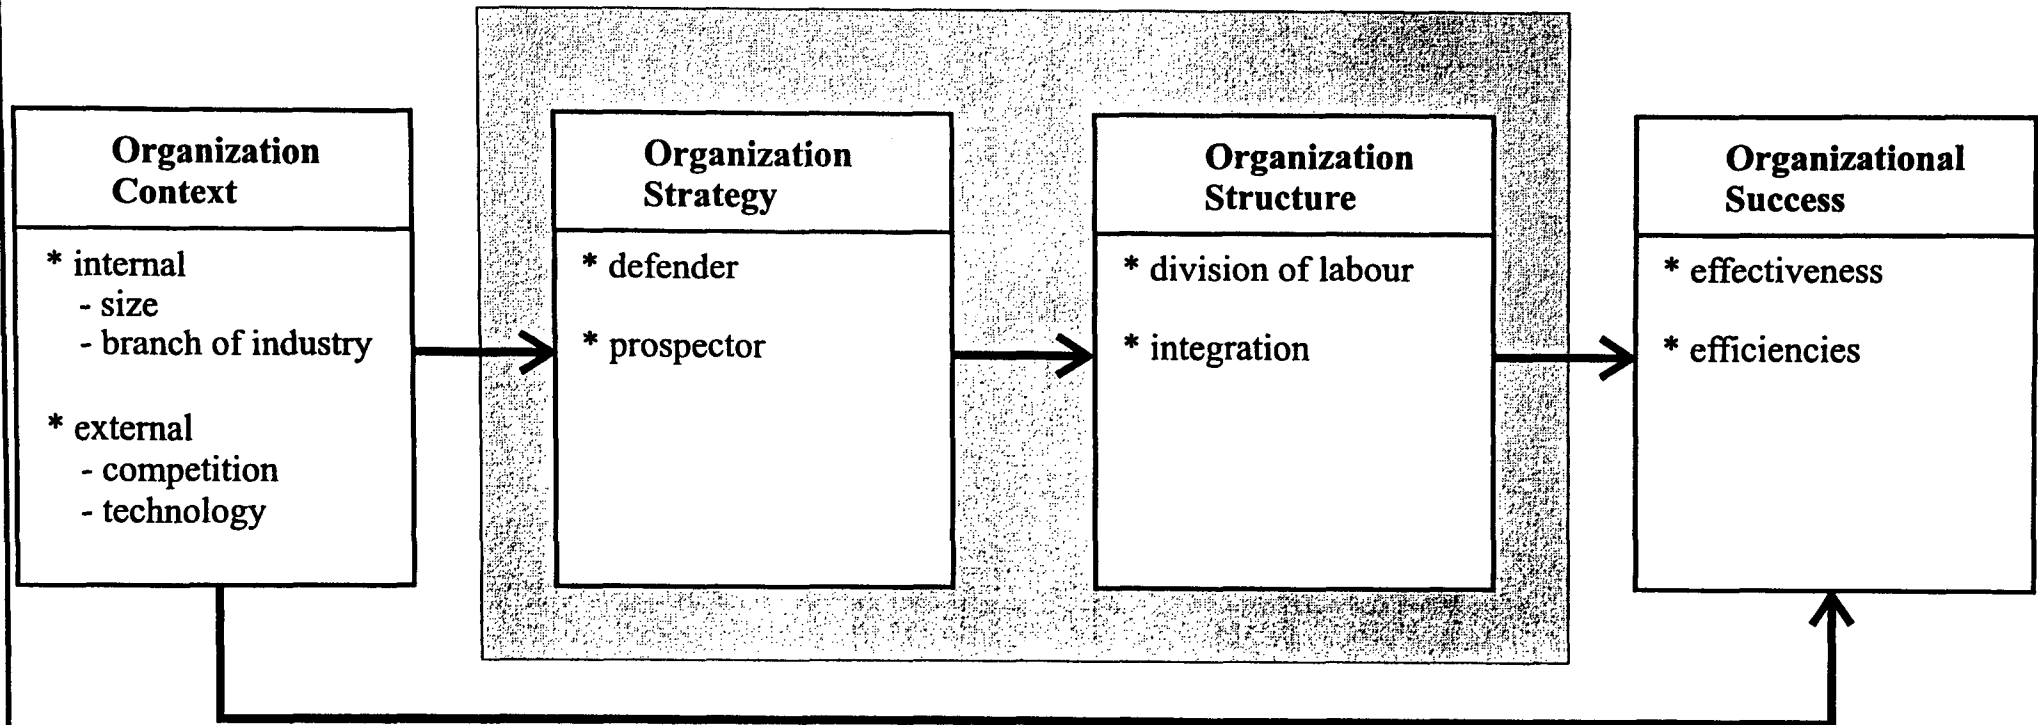 Organization
Context
* internal
- size
- branch of industry
* external
- competition
- technology
Organization
Strategy
* defender
* prospector
Organization
Structure
* division of labour
* integration
Organizational
Success
* effectiveness
* efficiencies